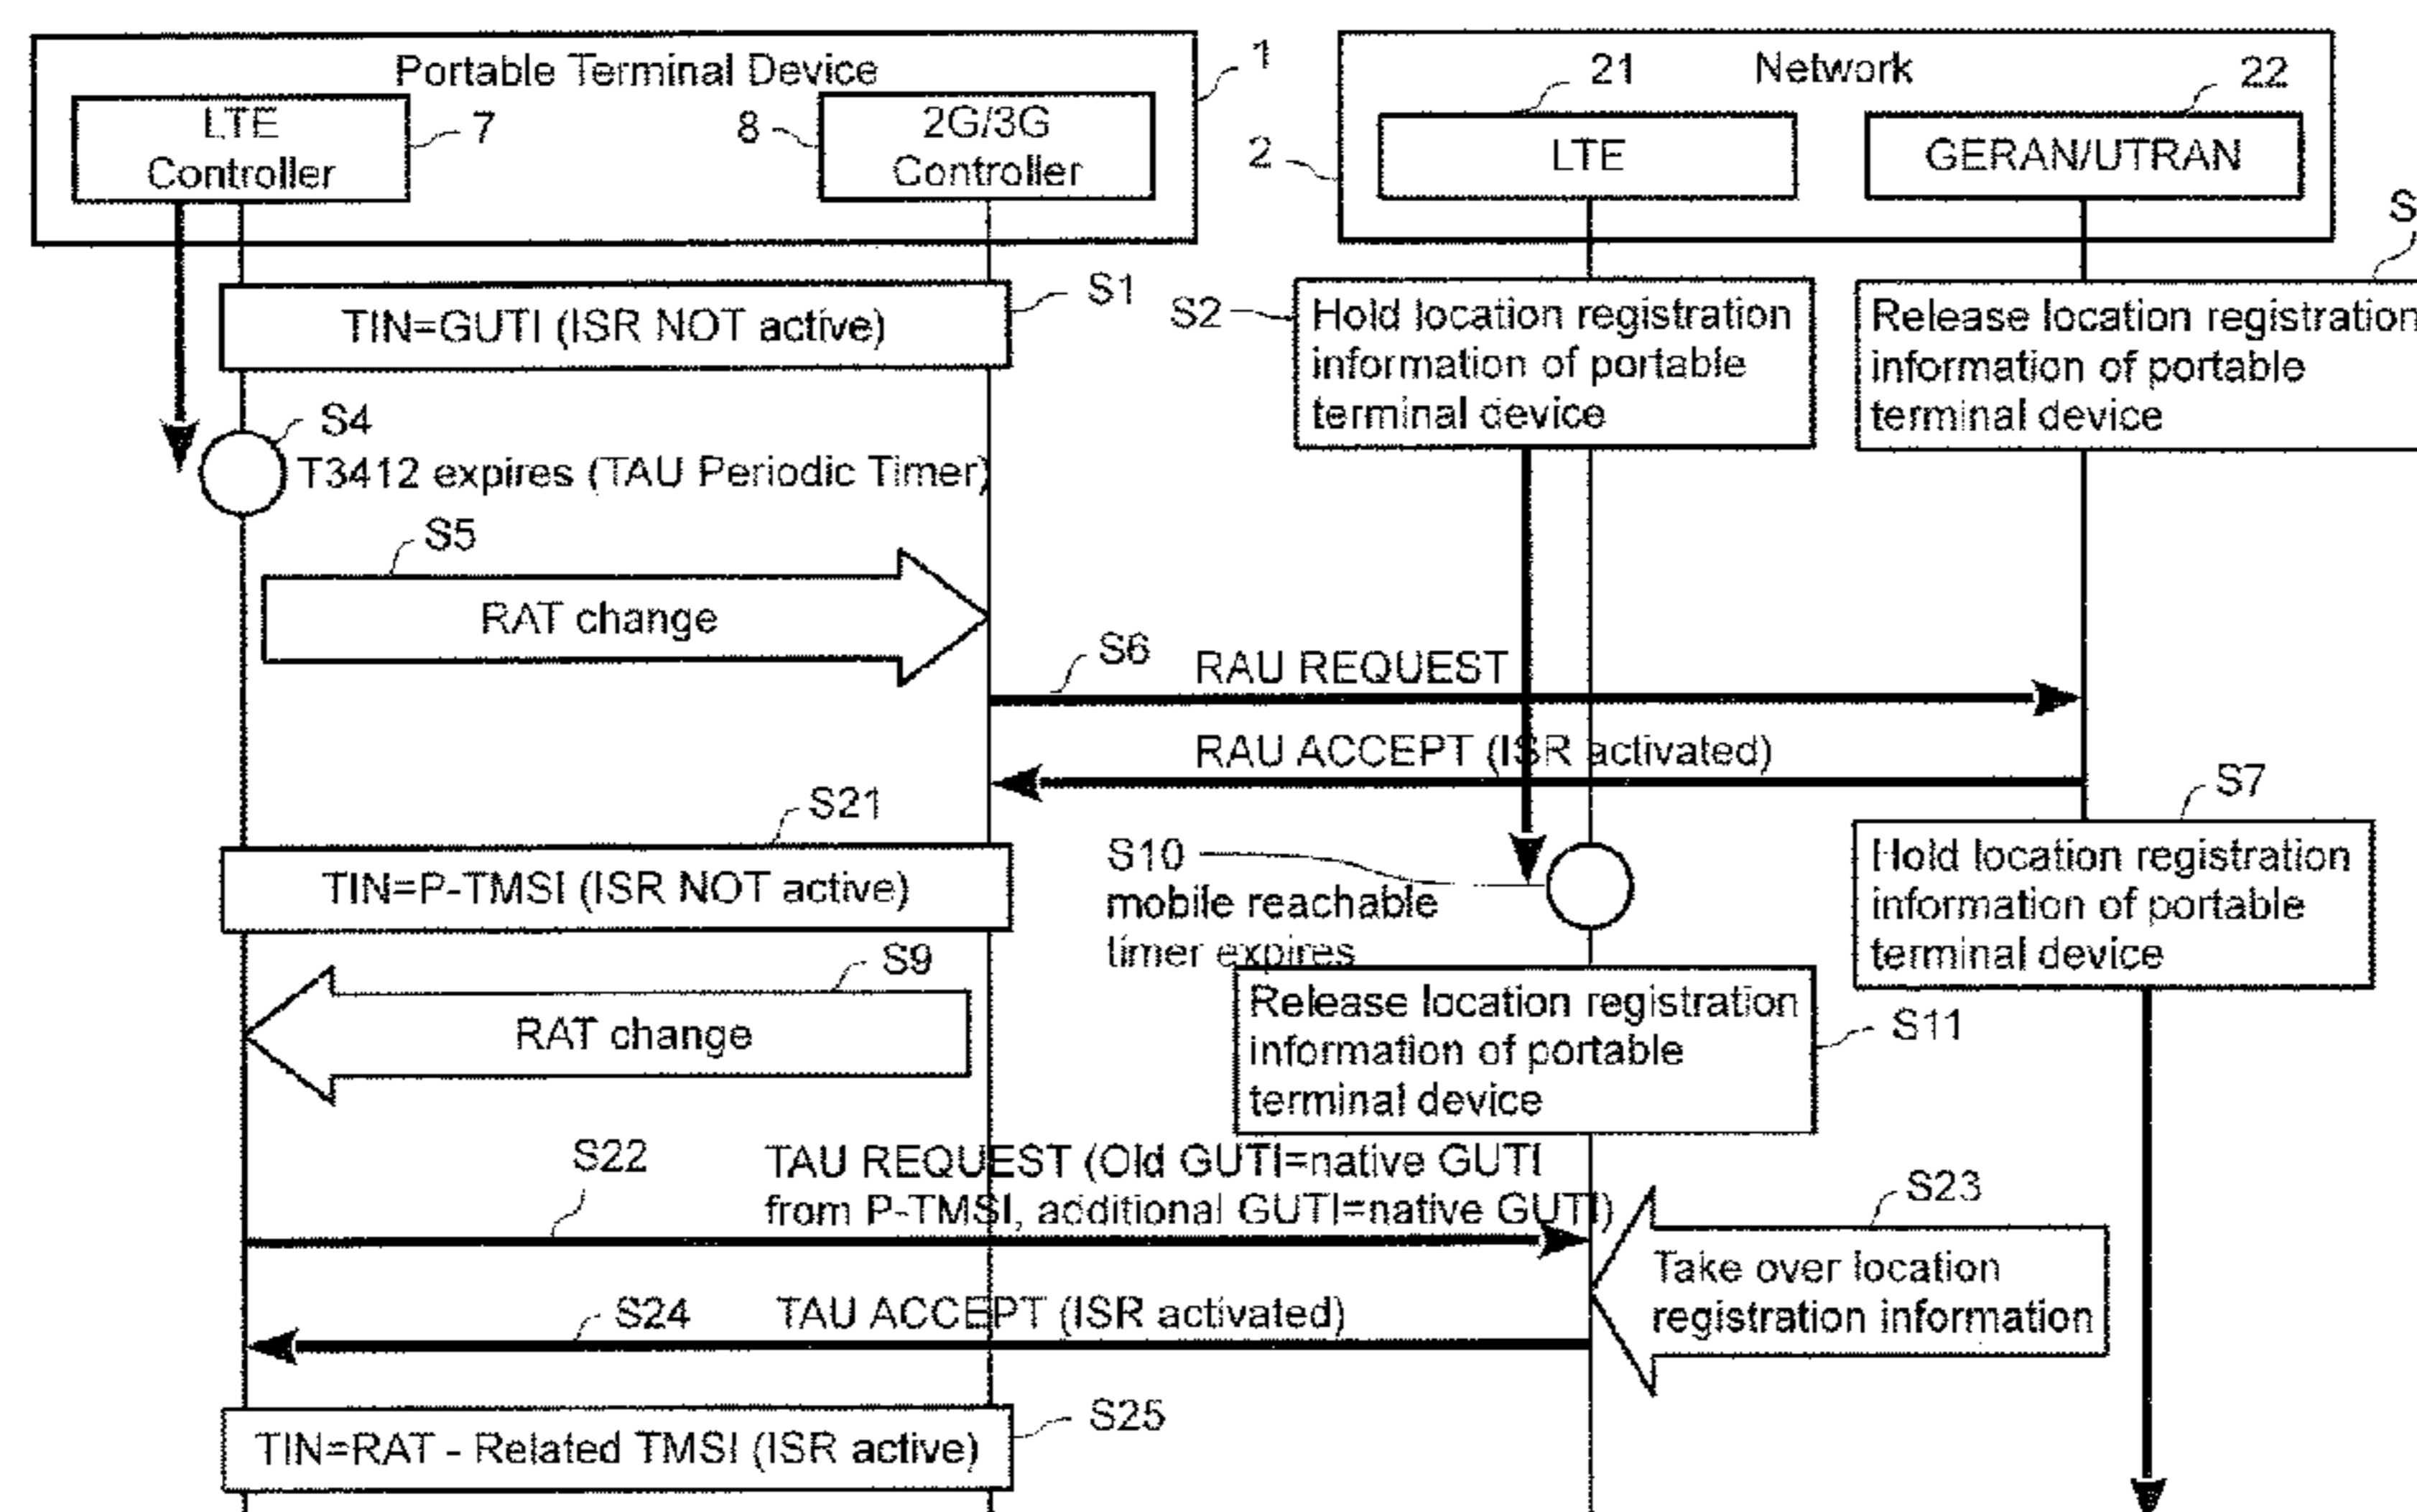 Portable Terminal Device
1
LTE
Controller
7
8
2G/3G
Controller
Network
2
21
LTE
22
GERAN/UTRAN
S
TIN=GUTI (ISR NOT active)
S1
S2
Hold location registration
information of portable
terminal device
Release location registration
information of portable
terminal device
S4
T3412 expires (TAU Periodic Timer)
S5
RAT change
S6
RAU REQUEST
RAU ACCEPT (ISR activated)
S21
TIN=P-TMSI (ISR NOT active)
S10
mobile reachable
timer expires
S7
Hold location registration
information of portable
terminal device
S9
RAT change
Release location registration
information of portable
terminal device
S11
S22
TAU REQUEST (Old GUTI=native GUTI
from P-TMSI, additional GUTI=native GUTI)
S23
Take over location
registration information
S24
TAU ACCEPT (ISR activated)
S25
TIN=RAT - Related TMSI (ISR active)